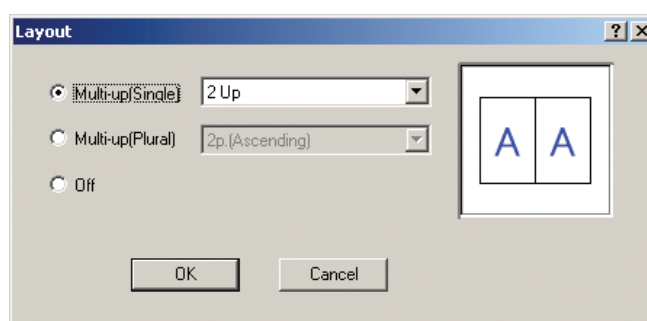 Layout
Multi-up(Single) 2 Up
Multi-up(Plural) 2p.(Ascending)
Off
A A
OK Cancel